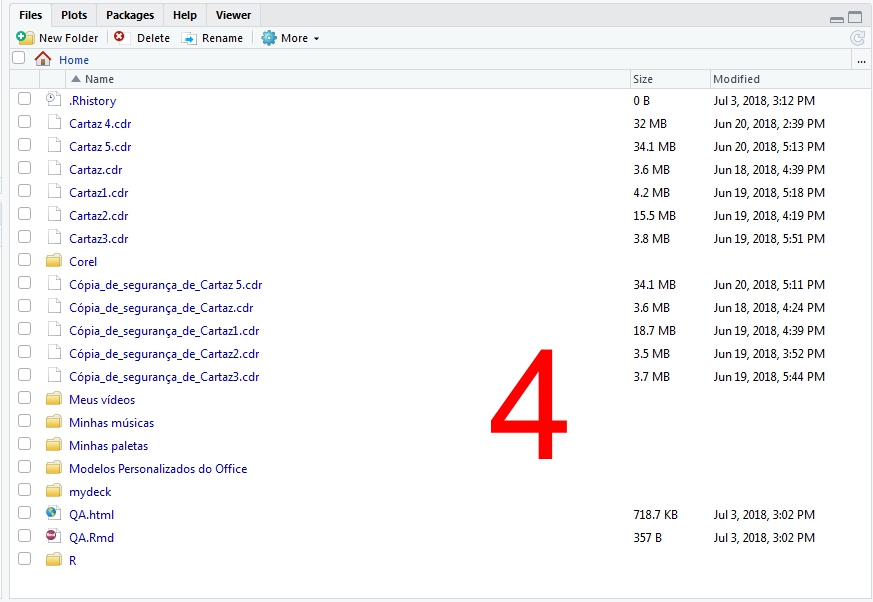 Files Plots Packages Help Viewer
New Folder Delete Rename More
Home ...
Name Size Modified
.Rhistory 0 B Jul 3, 2018, 3:12 PM
Cartaz 4.cdr 32 MB Jun 20, 2018, 2:39 PM
Cartaz 5.cdr 34.1 MB Jun 20, 2018, 5:13 PM
Cartaz.cdr 3.6 MB Jun 18, 2018, 4:39 PM
Cartaz1.cdr 4.2 MB Jun 19, 2018, 5:18 PM
Cartaz2.cdr 15.5 MB Jun 19, 2018, 4:19 PM
Cartaz3.cdr 3.8 MB Jun 19, 2018, 5:51 PM
Corel
Cópia_de_segurança_de_Cartaz 5.cdr 34.1 MB Jun 20, 2018, 5:11 PM
Cópia_de_segurança_de_Cartaz.cdr 3.6 MB Jun 18, 2018, 4:24 PM
Cópia_de_segurança_de_Cartaz1.cdr 18.7 MB Jun 19, 2018, 4:39 PM
Cópia_de_segurança_de_Cartaz2.cdr 3.5 MB Jun 19, 2018, 3:52 PM
Cópia_de_segurança_de_Cartaz3.cdr 3.7 MB Jun 19, 2018, 5:44 PM
Meus vídeos
4
Minhas músicas
Minhas paletas
Modelos Personalizados do Office
mydeck
QA.html 718.7 KB Jul 3, 2018, 3:02 PM
QA.Rmd 357 B Jul 3, 2018, 3:02 PM
R